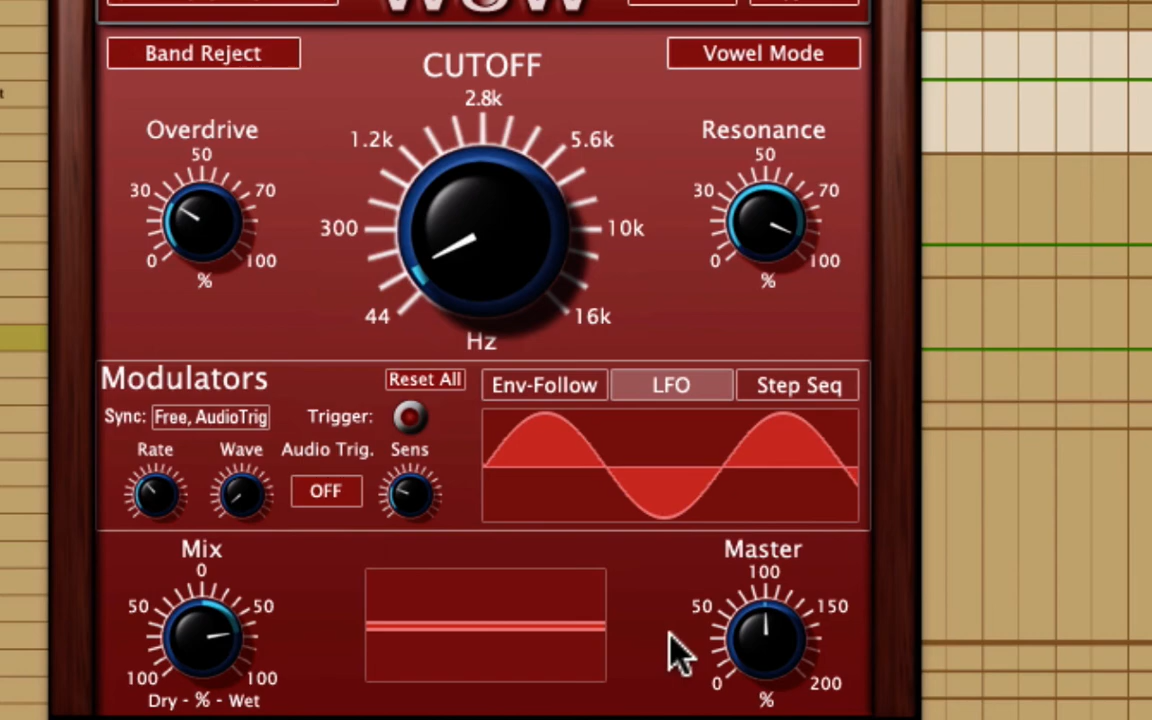 WOW
Band Reject
CUTOFF
Vowel Mode
2.8k
Overdrive
1.2k
5.6k
Resonance
50
50
30
70
30
70
300
10k
0
100
0
100
%
%
44
16k
Hz
Modulators
Reset All
Env-Follow
LFO
Step Seq
Sync:
Free, AudioTrig
Trigger:
Rate
Wave
Audio Trig.
Sens
OFF
Mix
Master
0
100
50
50
50
150
100
100
0
200
Dry - % - Wet
%
t